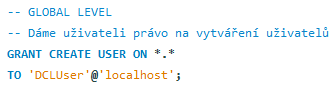 -- GLOBAL LEVEL
-- Dáme uživateli právo na vytváření uživatelů
GRANT CREATE USER ON *.*
TO 'DCLUser'@'localhost';